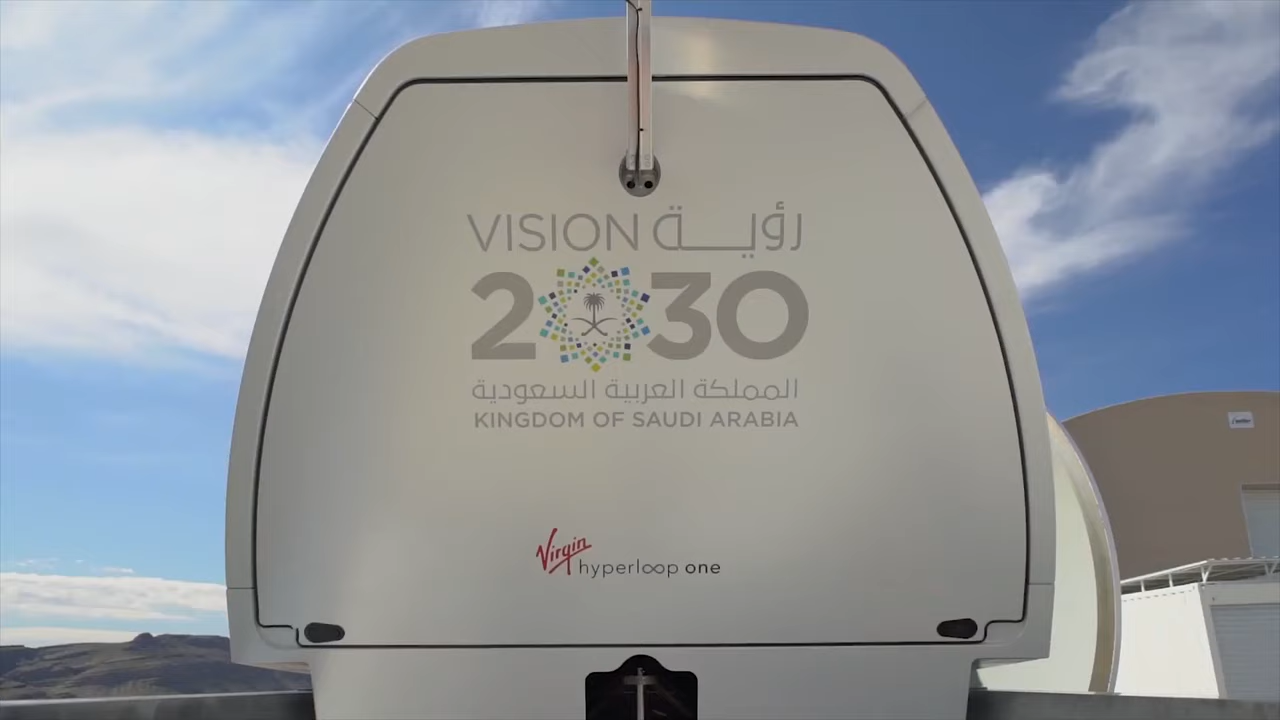 VISION رؤية
2030
المملكة العربية السعودية
KINGDOM OF SAUDI ARABIA
Virgin
hyperloop one